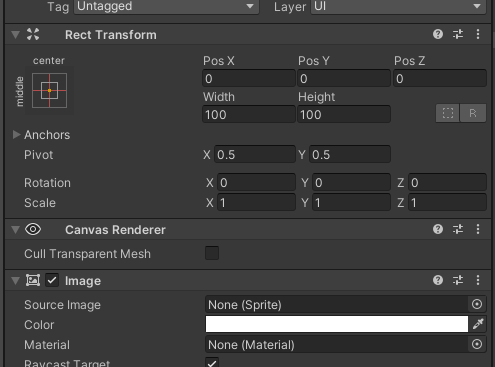 Tag Untagged Layer UI
Rect Transform
center
middle
Pos X Pos Y Pos Z
0 0 0
Width Height
100 100
R
Anchors
Pivot X 0.5 Y 0.5
Rotation X 0 Y 0 Z 0
Scale X 1 Y 1 Z 1
Canvas Renderer
Cull Transparent Mesh
Image
Source Image None (Sprite)
Color
Material None (Material)
Raycast Target